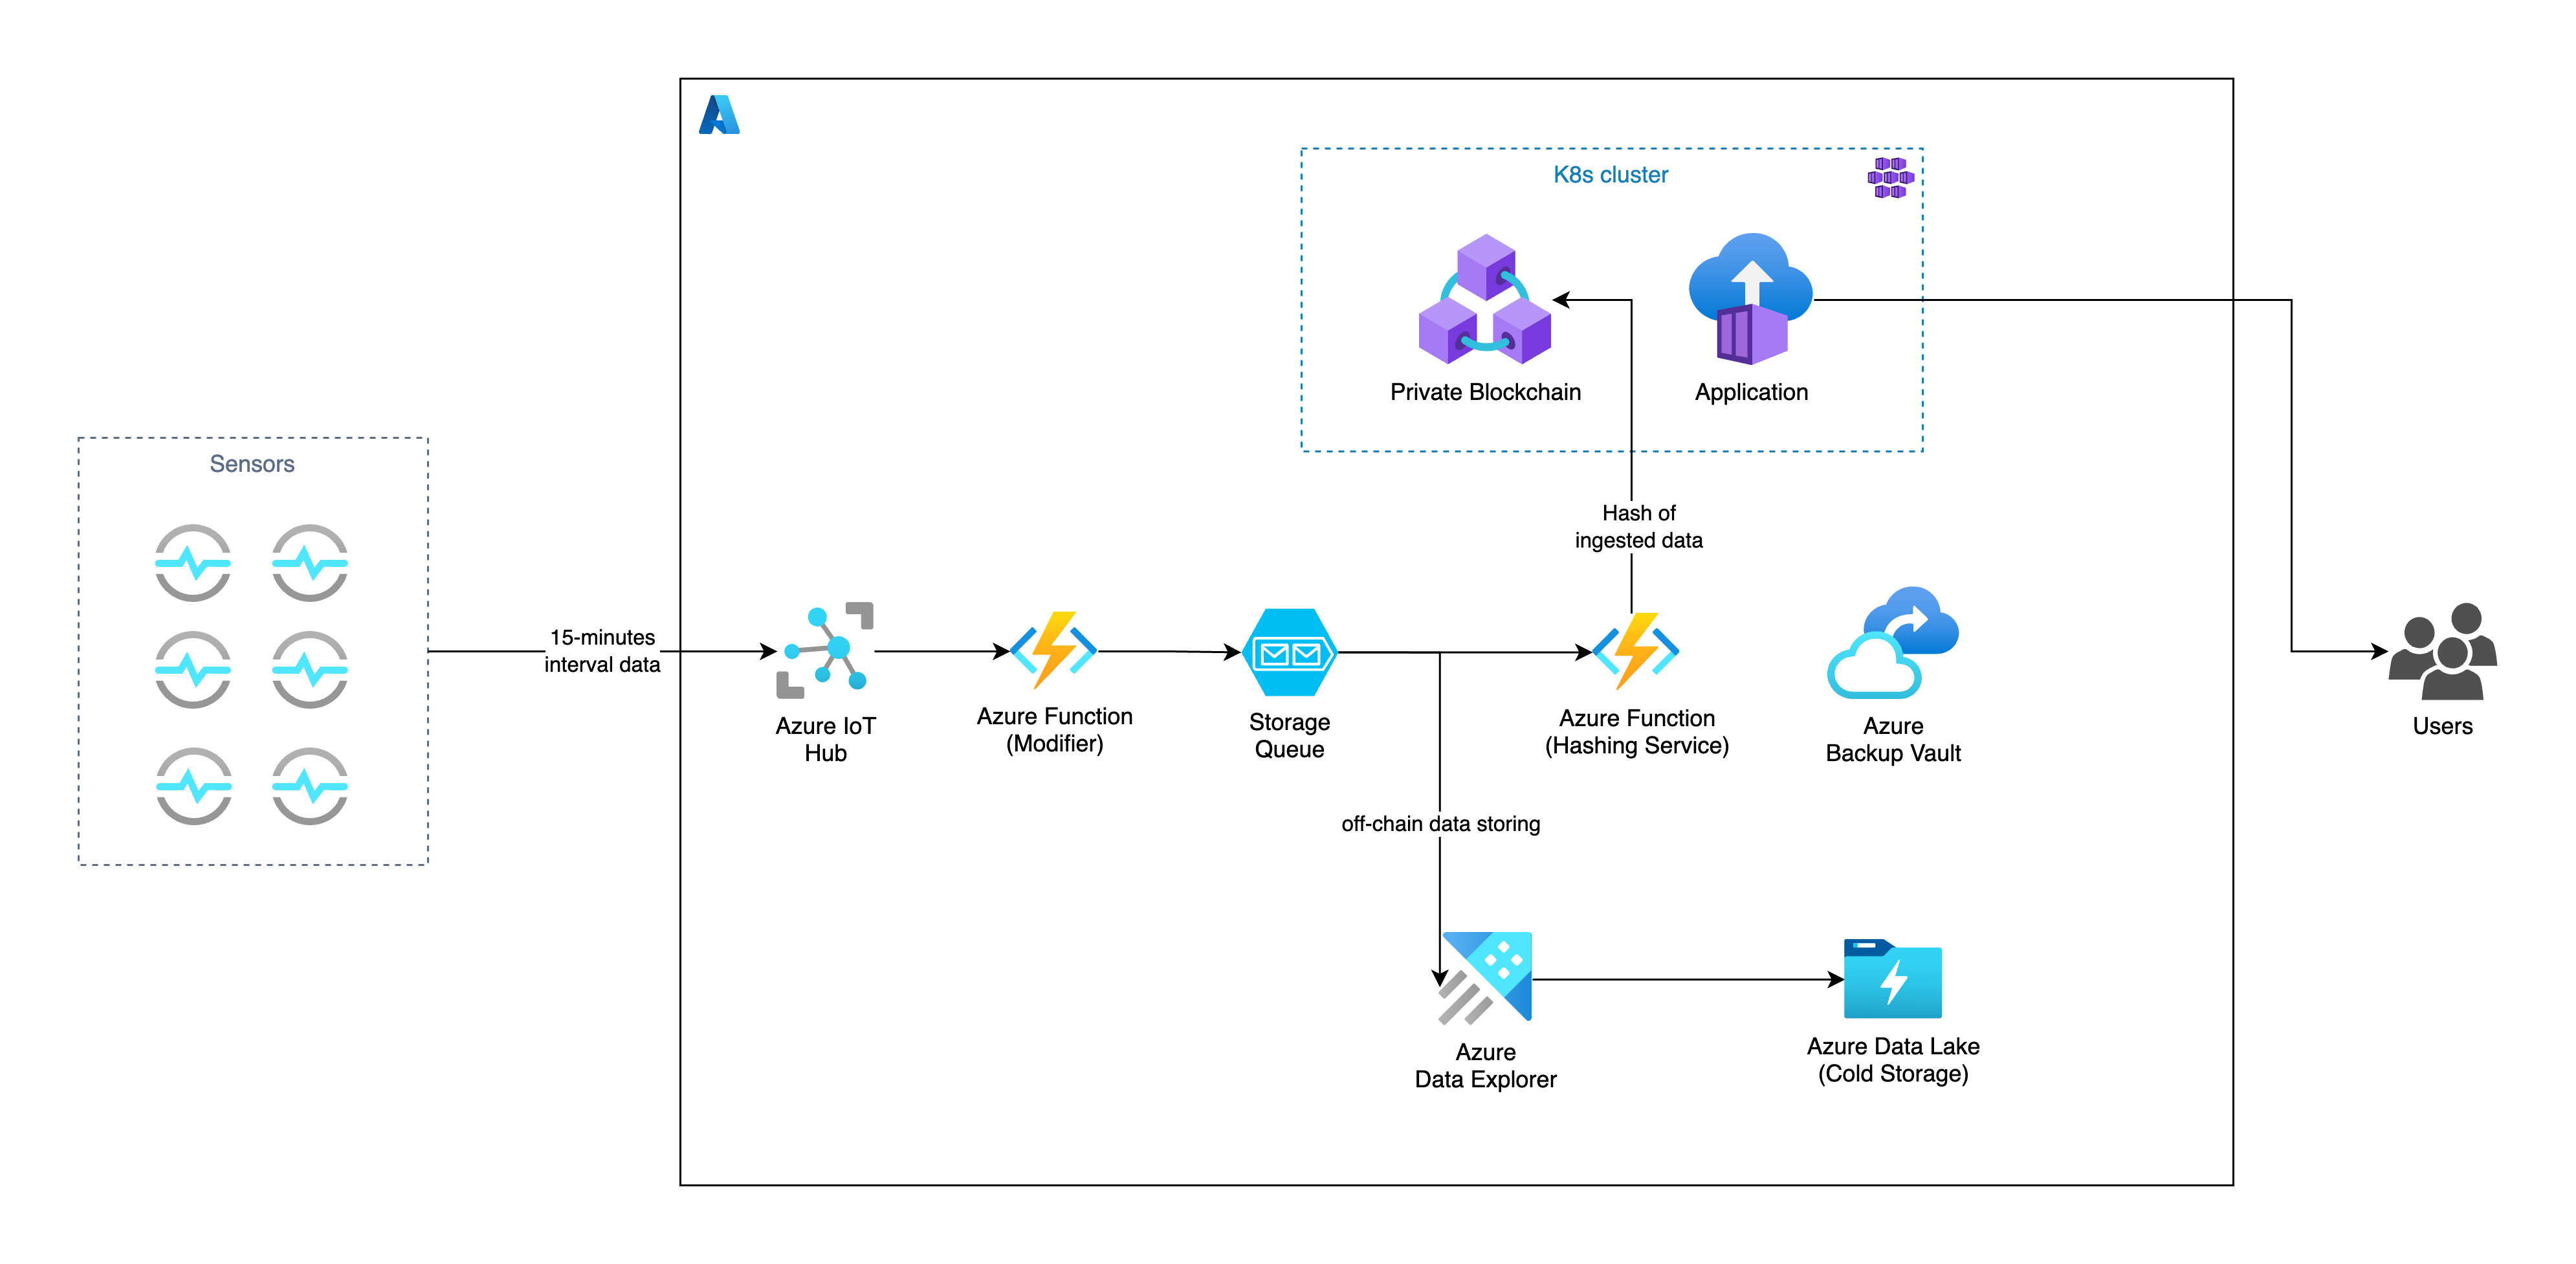 K8s cluster
Private Blockchain
Application
Sensors
Hash of
ingested data
15-minutes
interval data
Azure IoT
Hub
Azure Function
(Modifier)
Storage
Queue
Azure Function
(Hashing Service)
Azure
Backup Vault
Users
off-chain data storing
Azure
Data Explorer
Azure Data Lake
(Cold Storage)